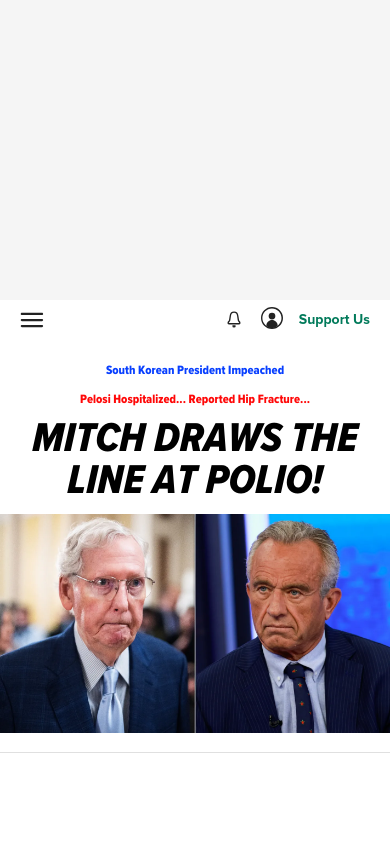 Support Us
South Korean President Impeached
Pelosi Hospitalized... Reported Hip Fracture...
MITCH DRAWS THE
LINE AT POLIO!